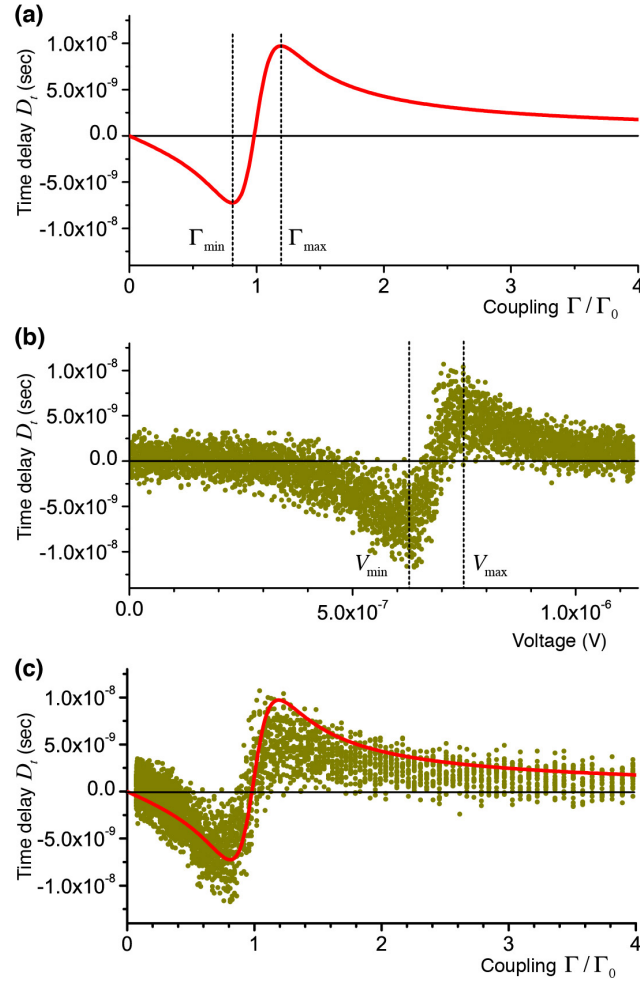 (a)
Time delay Dₜ (sec)
1.0x10⁻⁸
5.0x10⁻⁹
0.0
-5.0x10⁻⁹
-1.0x10⁻⁸
Γmin
Γmax
0 1 2 3 4
Coupling Γ/Γ₀
(b)
Time delay Dₜ (sec)
1.0x10⁻⁸
5.0x10⁻⁹
0.0
-5.0x10⁻⁹
-1.0x10⁻⁸
Vmin
Vmax
0.0 5.0x10⁻⁷ 1.0x10⁻⁶
Voltage (V)
(c)
Time delay Dₜ (sec)
1.0x10⁻⁸
5.0x10⁻⁹
0.0
-5.0x10⁻⁹
-1.0x10⁻⁸
0 1 2 3 4
Coupling Γ/Γ₀